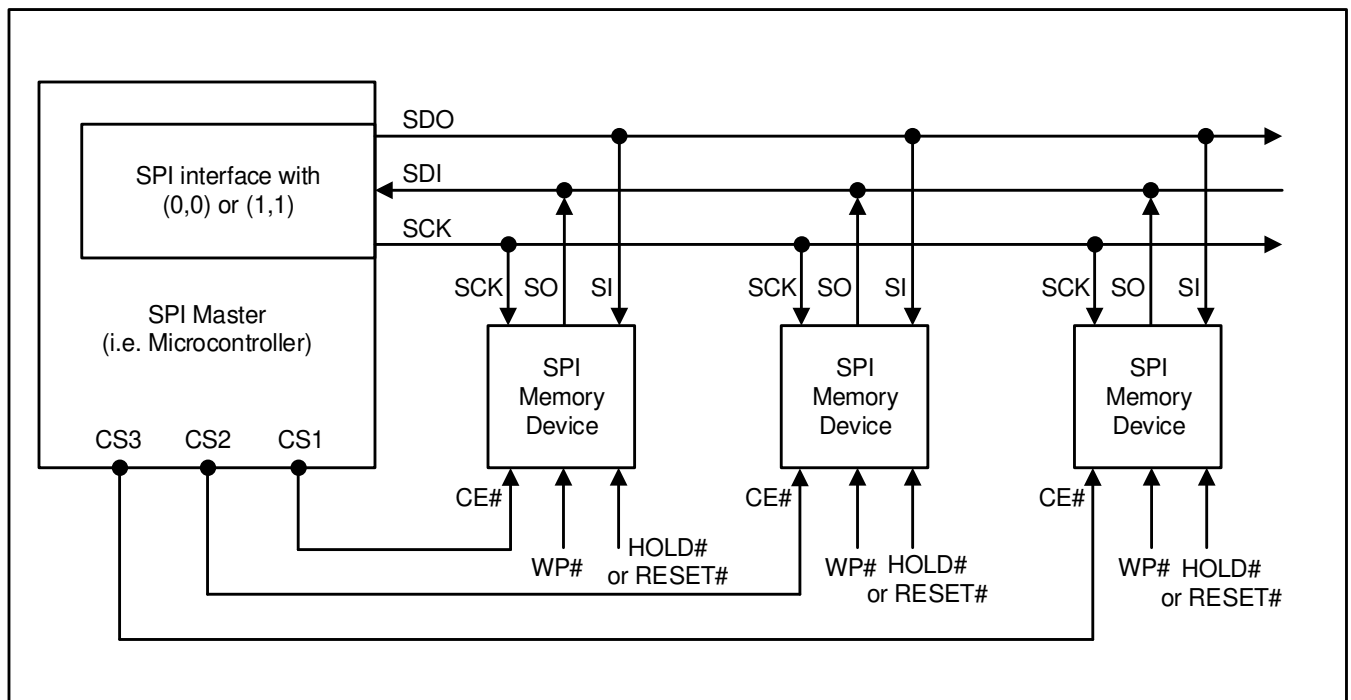 SDO
SPI interface with
(0,0) or (1,1)
SDI
SCK
SPI Master
(i.e. Microcontroller)
CS3 CS2 CS1
SCK SO SI
SPI
Memory
Device
CE#
WP#
HOLD#
or RESET#
SCK SO SI
SPI
Memory
Device
CE#
WP#
HOLD#
or RESET#
SCK SO SI
SPI
Memory
Device
CE#
WP#
HOLD#
or RESET#